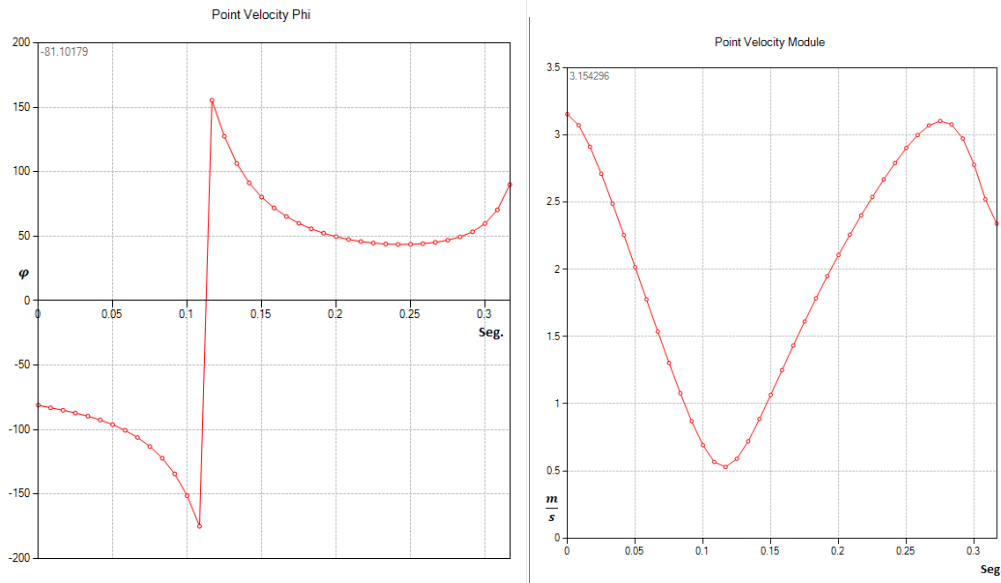 Point Velocity Phi
200
-81.10179
150
100
50
φ
0
0 0.05 0.1 0.15 0.2 0.25 0.3
Seg.
-50
-100
-150
-200
Point Velocity Module
3.5
3.154296
3
2.5
2
1.5
1
0.5
m
s
0
0 0.05 0.1 0.15 0.2 0.25 0.3
Seg